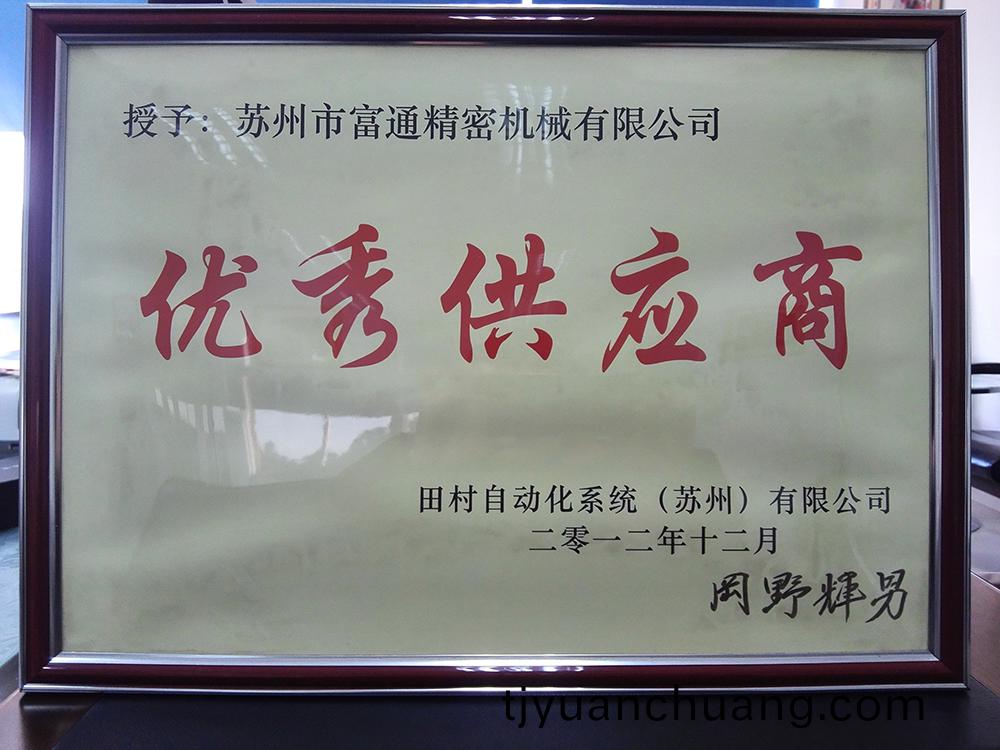 授予：苏州市富通精密机械有限公司
优秀供应商
田村自动化系统（苏州）有限公司
二零一二年十二月
岡野輝男
tjyuanchuang.com